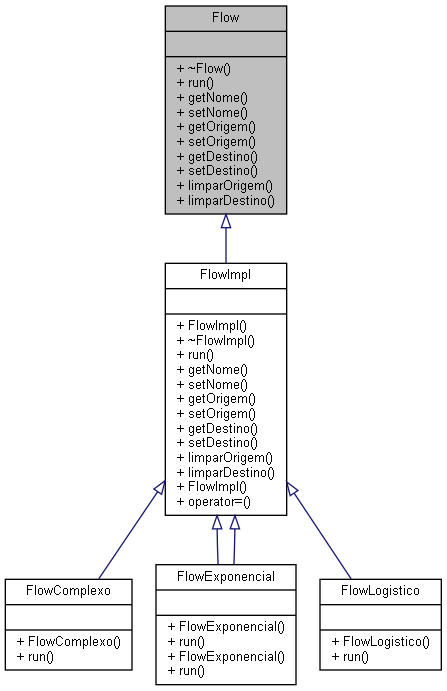 Flow
+ ~Flow()
+ run()
+ getNome()
+ setNome()
+ getOrigem()
+ setOrigem()
+ getDestino()
+ setDestino()
+ limparOrigem()
+ limparDestino()
FlowImpl
+ FlowImpl()
+ ~FlowImpl()
+ run()
+ getNome()
+ setNome()
+ getOrigem()
+ setOrigem()
+ getDestino()
+ setDestino()
+ limparOrigem()
+ limparDestino()
+ FlowImpl()
+ operator=()
FlowComplexo
+ FlowComplexo()
+ run()
FlowExponencial
+ FlowExponencial()
+ run()
+ FlowExponencial()
+ run()
FlowLogistico
+ FlowLogistico()
+ run()